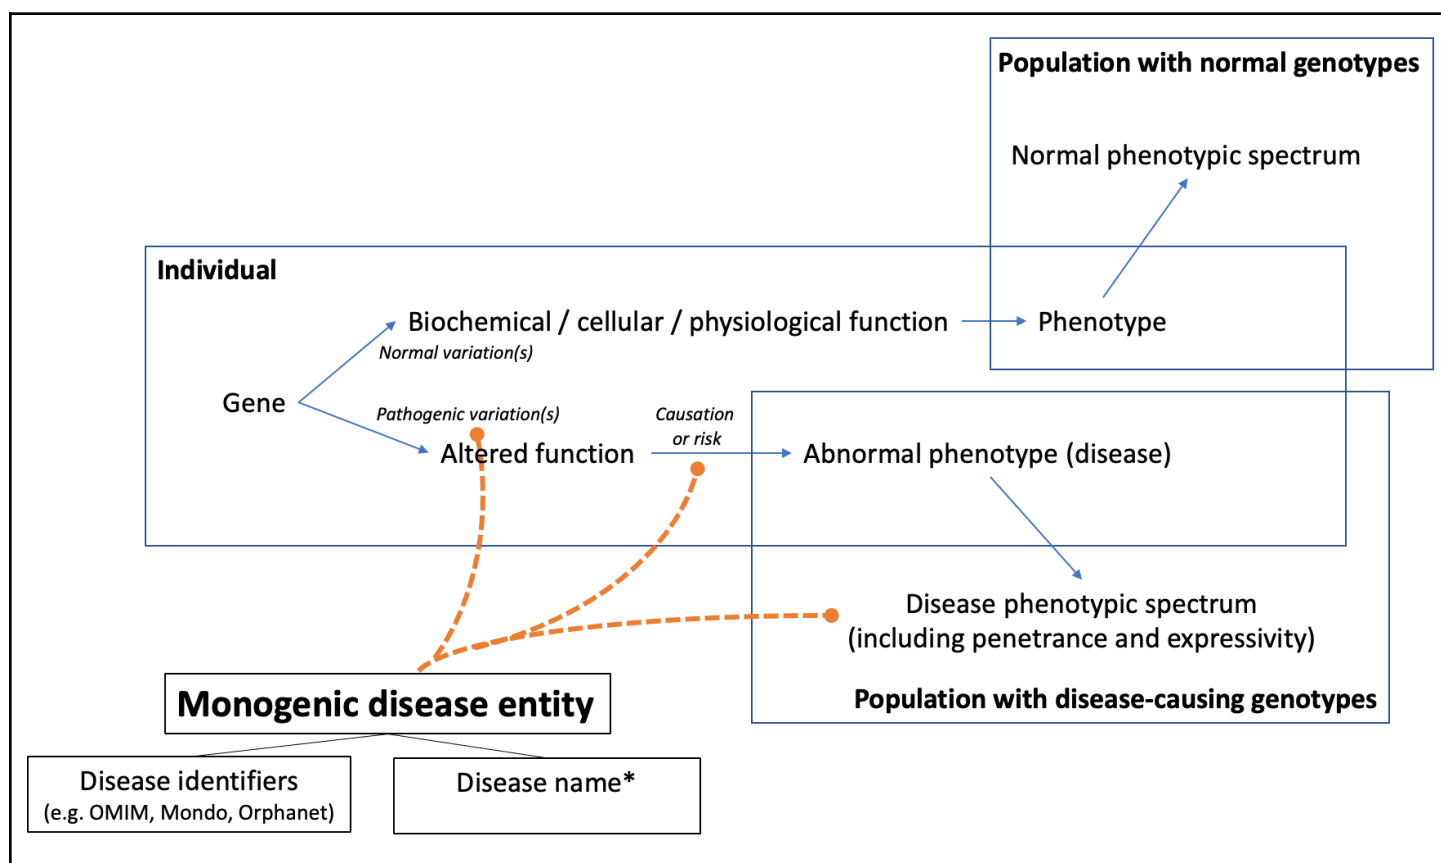 Population with normal genotypes
Normal phenotypic spectrum
Individual
Biochemical / cellular / physiological function
Phenotype
Normal variation(s)
Gene
Pathogenic variation(s)
Causation
or risk
Altered function
Abnormal phenotype (disease)
Disease phenotypic spectrum
(including penetrance and expressivity)
Population with disease-causing genotypes
Monogenic disease entity
Disease identifiers
(e.g. OMIM, Mondo, Orphanet)
Disease name*